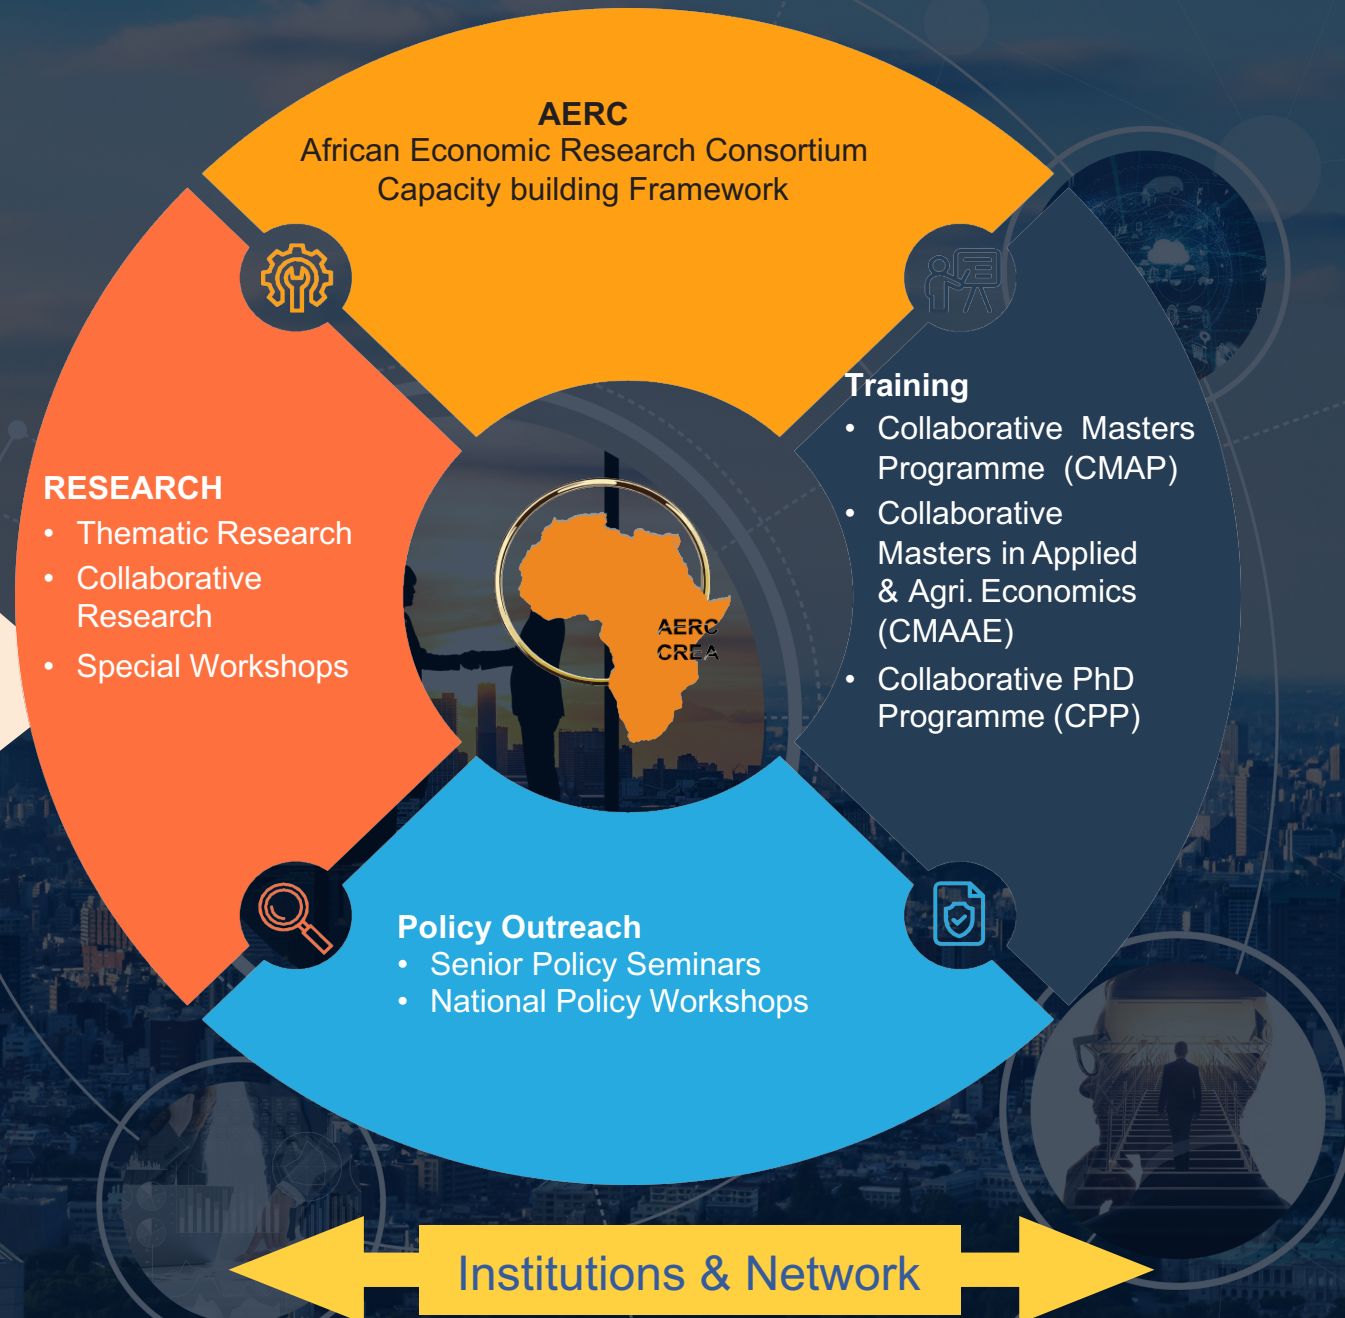 AERC
African Economic Research Consortium
Capacity building Framework
RESEARCH
• Thematic Research
• Collaborative
Research
• Special Workshops
AERC
CREA
Training
• Collaborative Masters
Programme (CMAP)
• Collaborative
Masters in Applied
& Agri. Economics
(CMAAE)
• Collaborative PhD
Programme (CPP)
Policy Outreach
• Senior Policy Seminars
• National Policy Workshops
Institutions & Network